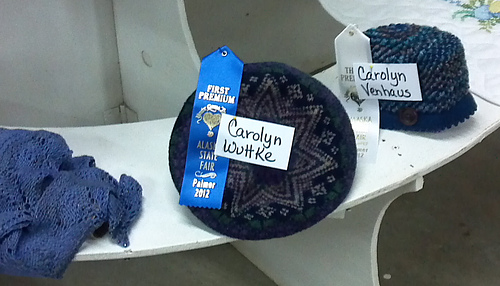 FIRST
PREMIUM
ALASKA
STATE
FAIR
Palmer
2012
Carolyn
Wuttke
Carolyn
Venhaus